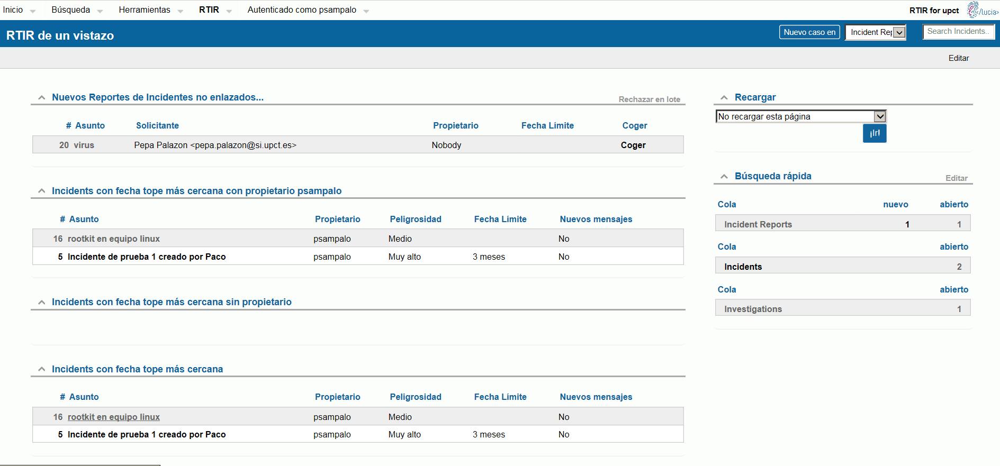 Inicio Búsqueda Herramientas RTIR Autenticado como psampalo RTIR for upct </lucia>
RTIR de un vistazo Nuevo caso en Incident Rep Search Incidents..
Editar
Nuevos Reportes de Incidentes no enlazados... Rechazar en lote
# Asunto Solicitante Propietario Fecha Límite Coger
20 virus Pepa Palazon <pepa.palazon@si.upct.es> Nobody Coger
Incidents con fecha tope más cercana con propietario psampalo
# Asunto Propietario Peligrosidad Fecha Límite Nuevos mensajes
16 rootkit en equipo linux psampalo Medio No
5 Incidente de prueba 1 creado por Paco psampalo Muy alto 3 meses No
Incidents con fecha tope más cercana sin propietario
Incidents con fecha tope más cercana
# Asunto Propietario Peligrosidad Fecha Límite Nuevos mensajes
16 rootkit en equipo linux psampalo Medio No
5 Incidente de prueba 1 creado por Paco psampalo Muy alto 3 meses No
Recargar
No recargar esta página
¡Ir!
Búsqueda rápida Editar
Cola nuevo abierto
Incident Reports 1 1
Cola abierto
Incidents 2
Cola abierto
Investigations 1